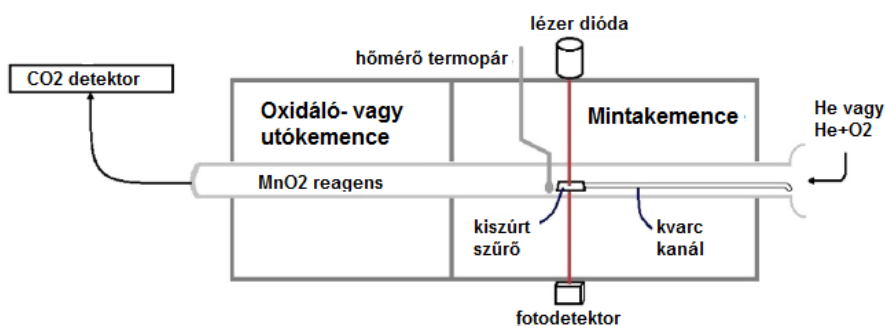 lézer dióda
hőmérő termopár
CO2 detektor
Oxidáló- vagy
utókemence
Mintakemence
He vagy
He+O2
MnO2 reagens
kiszúrt
szűrő
kvarc
kanál
fotodetektor